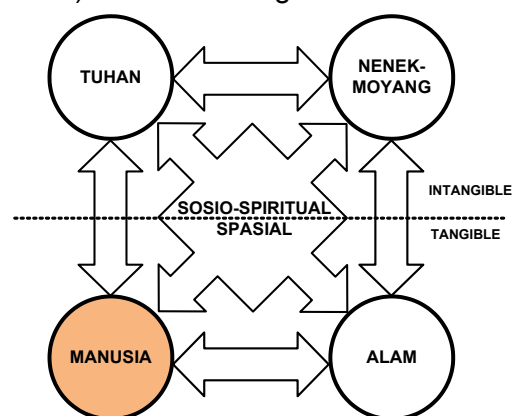 TUHAN
NENEK-
MOYANG
INTANGIBLE
SOSIO-SPIRITUAL
SPASIAL
TANGIBLE
MANUSIA
ALAM